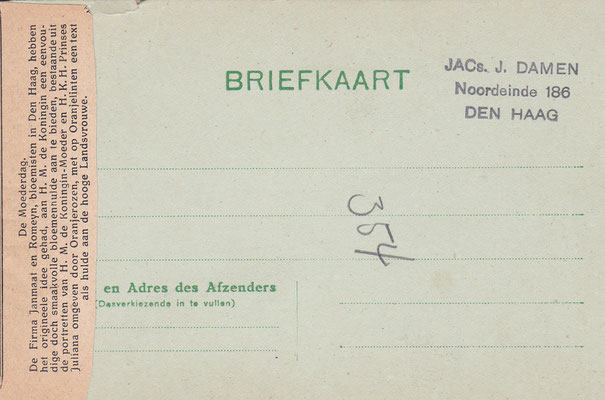 De Moederdag.
De Firma Janmaat en Romeyn, bloemisten in Den Haag, hebben
het origineele idee gehad, aan H. M. de Koningin een eenvou-
dige doch smaakvolle bloemenhulde aan te bieden, bestaande uit
de portretten van H. M. de Koningin-Moeder en H. K. H. Prinses
Juliana omgeven door Oranjerozen, met op Oranjelinten een text
als hulde aan de hooge Landsvrouwe.
BRIEFKAART
JACs. J. DAMEN
Noordeinde 186
DEN HAAG
354
en Adres des Afzenders
(Desverkiezende in te vullen)